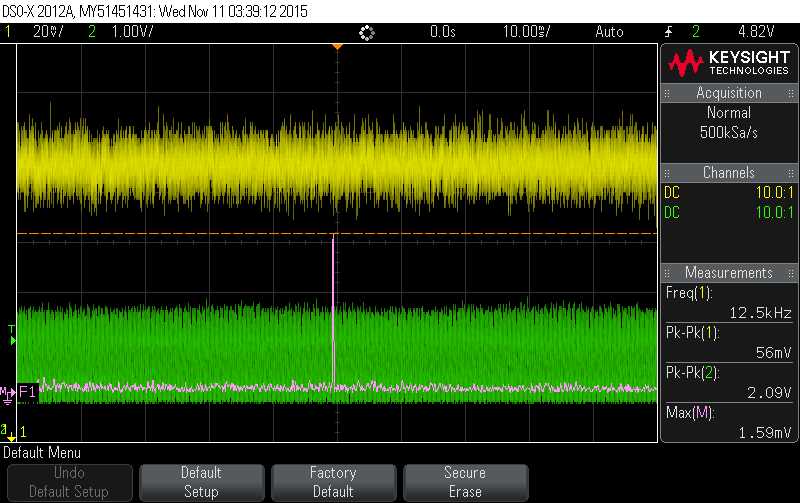 DSO-X 2012A, MY51451431: Wed Nov 11 03:39:12 2015
1 20mV/ 2 1.00V/ 0.0s 10.00ms/ Auto 2 4.82V
KEYSIGHT
TECHNOLOGIES
Acquisition
Normal
500kSa/s
Channels
DC 10.0:1
DC 10.0:1
Measurements
Freq(1):
12.5kHz
Pk-Pk(1):
56mV
Pk-Pk(2):
2.09V
Max(M):
1.59mV
T
M F1
2
1
Default Menu
Undo
Default Setup
Default
Setup
Factory
Default
Secure
Erase